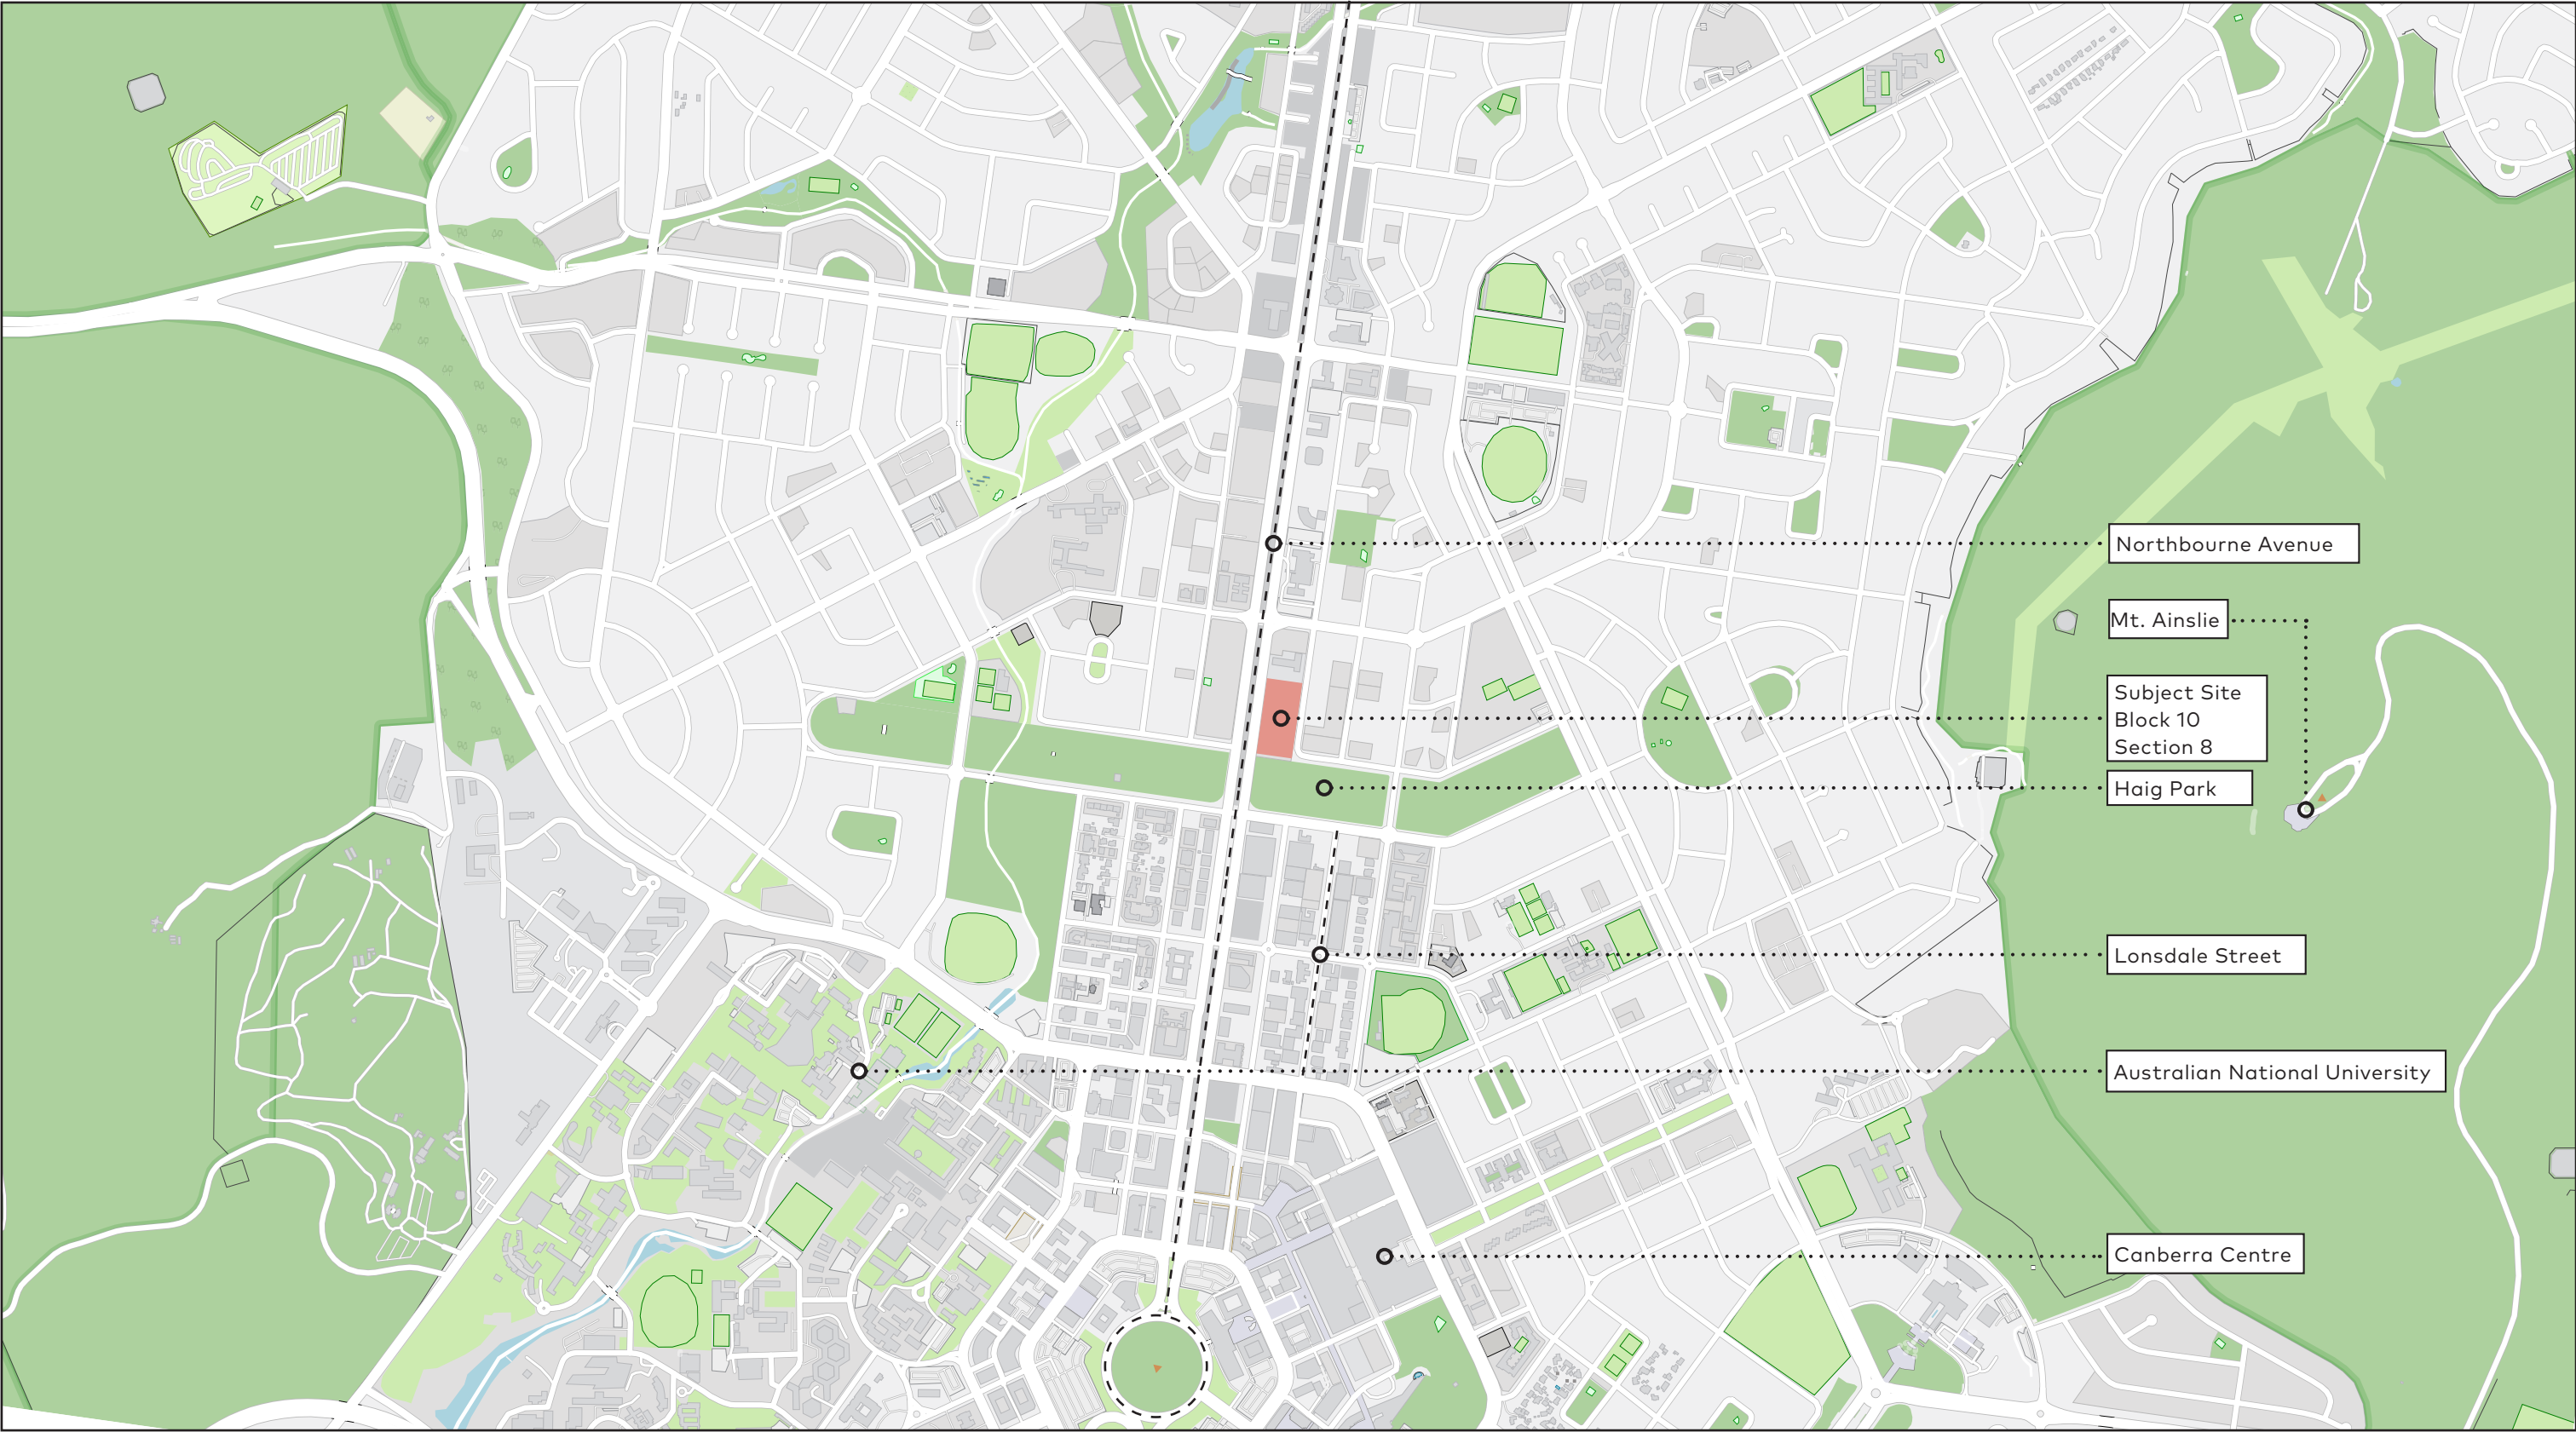 Northbourne Avenue
Mt. Ainslie
Subject Site
Block 10
Section 8
Haig Park
Lonsdale Street
Australian National University
Canberra Centre